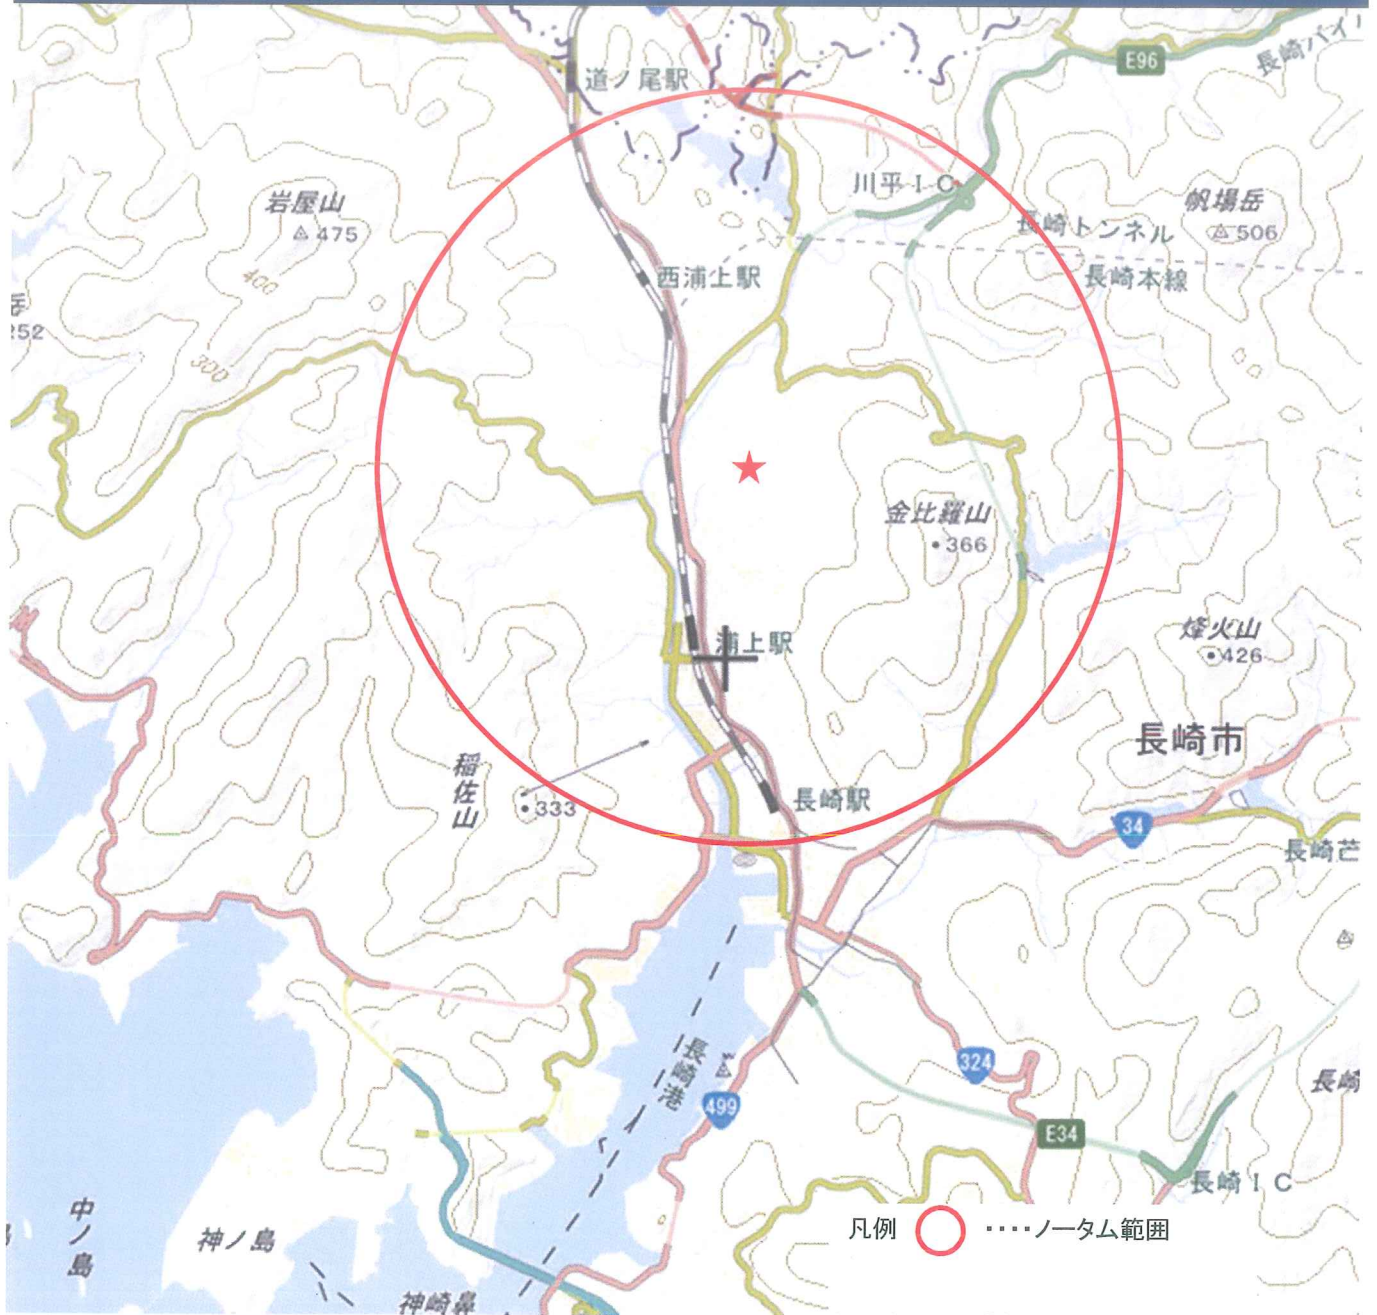 E96
長崎バイ
道ノ尾駅
川平IC
岩屋山
475
帆場岳
506
長崎トンネル
西浦上駅
長崎本線
400
252
300
金比羅山
366
浦上駅
烽火山
426
長崎市
稲佐山
333
長崎駅
34
長崎芒
長崎港
324
499
長崎
E34
長崎IC
中ノ島
神ノ島
凡例 ････ノータム範囲
神崎鼻